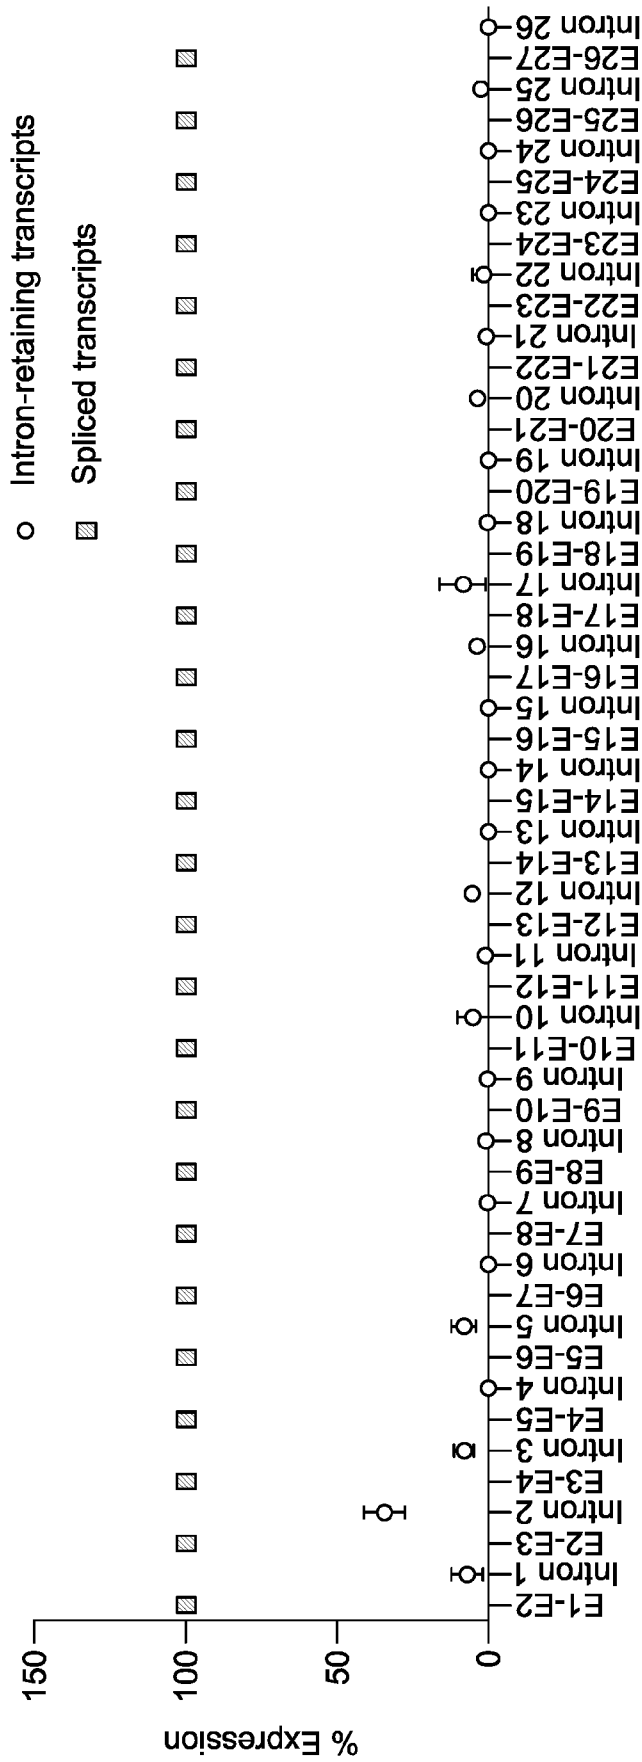 Intron-retaining transcripts
Spliced transcripts
% Expression
150
100
50
0
E1-E2
Intron 1
E2-E3
Intron 2
E3-E4
Intron 3
E4-E5
Intron 4
E5-E6
Intron 5
E6-E7
Intron 6
E7-E8
Intron 7
E8-E9
Intron 8
E9-E10
Intron 9
E10-E11
Intron 10
E11-E12
Intron 11
E12-E13
Intron 12
E13-E14
Intron 13
E14-E15
Intron 14
E15-E16
Intron 15
E16-E17
Intron 16
E17-E18
Intron 17
E18-E19
Intron 18
E19-E20
Intron 19
E20-E21
Intron 20
E21-E22
Intron 21
E22-E23
Intron 22
E23-E24
Intron 23
E24-E25
Intron 24
E25-E26
Intron 25
E26-E27
Intron 26